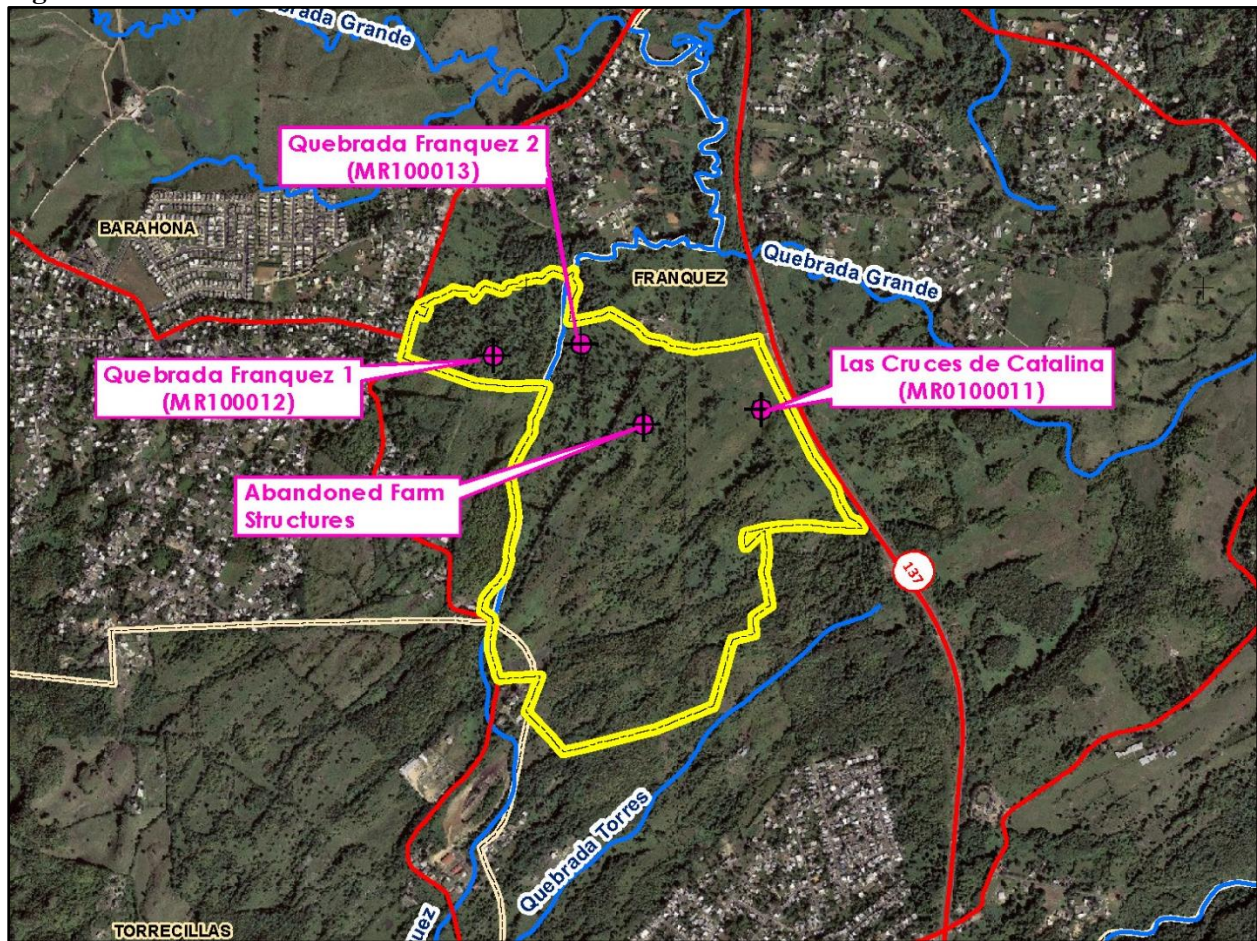 Quebrada Grande
Quebrada Franquez 2
(MR100013)
BARAHONA
FRANQUEZ
Quebrada Grande
Quebrada Franquez 1
(MR100012)
Las Cruces de Catalina
(MR0100011)
Abandoned Farm
Structures
137
Quebrada Torres
uez
TORRECILLAS